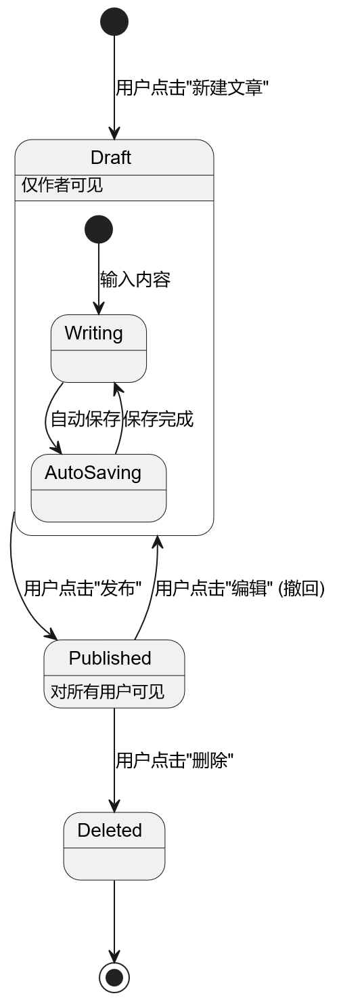 用户点击"新建文章"
Draft
仅作者可见
输入内容
Writing
自动保存
保存完成
AutoSaving
用户点击"发布"
用户点击"编辑" (撤回)
Published
对所有用户可见
用户点击"删除"
Deleted